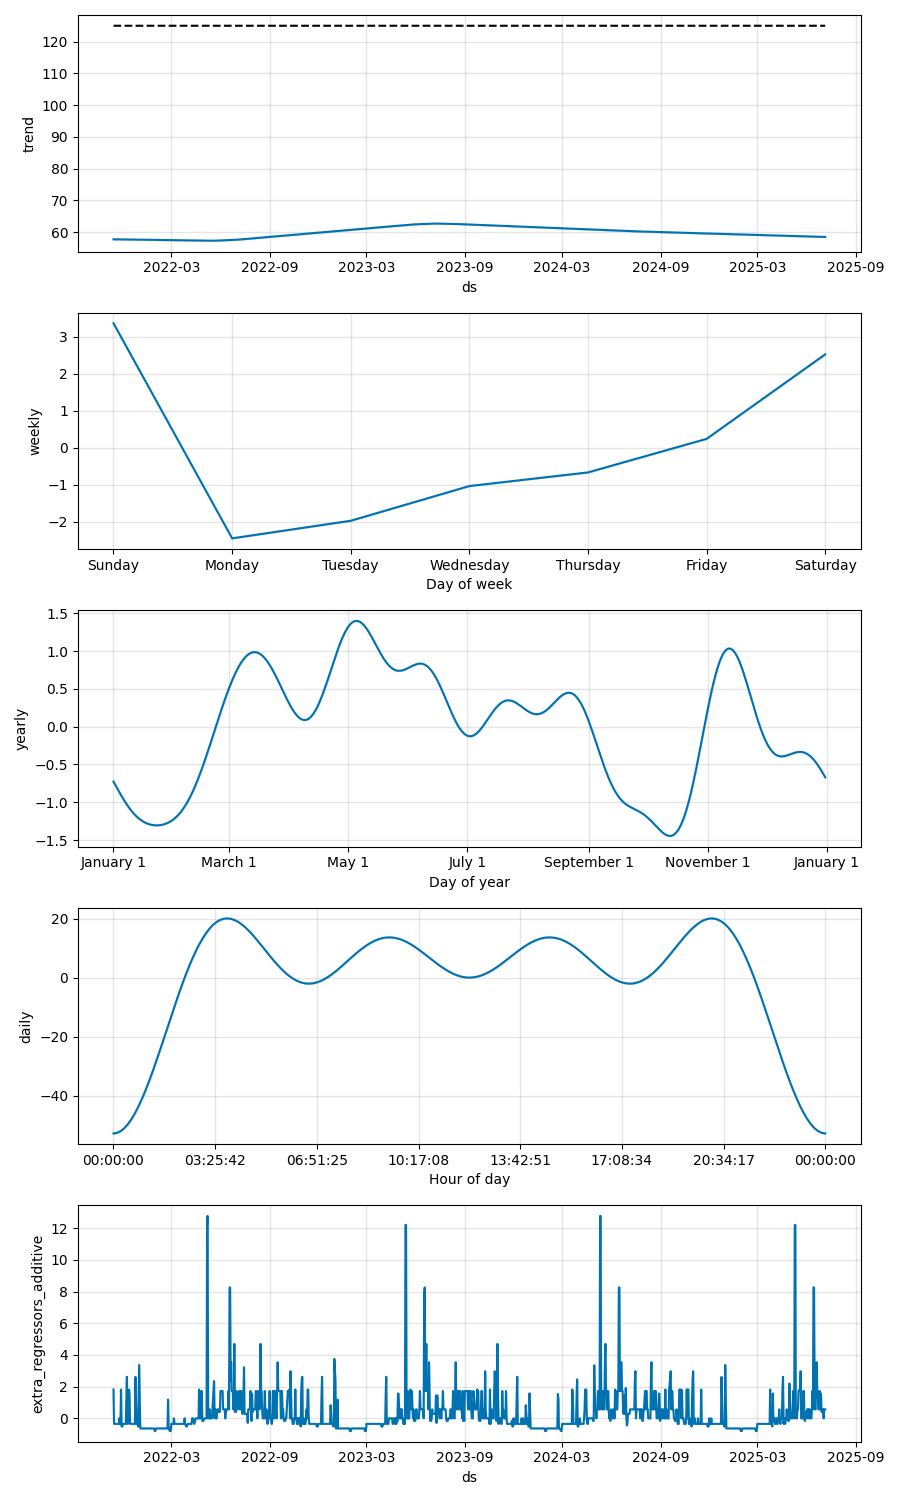 120
110
100
90
80
70
60
trend
2022-03 2022-09 2023-03 2023-09 2024-03 2024-09 2025-03 2025-09
ds
3
2
1
0
−1
−2
weekly
Sunday Monday Tuesday Wednesday Thursday Friday Saturday
Day of week
1.5
1.0
0.5
0.0
−0.5
−1.0
−1.5
yearly
January 1 March 1 May 1 July 1 September 1 November 1 January 1
Day of year
20
0
−20
−40
daily
00:00:00 03:25:42 06:51:25 10:17:08 13:42:51 17:08:34 20:34:17 00:00:00
Hour of day
12
10
8
6
4
2
0
extra_regressors_additive
2022-03 2022-09 2023-03 2023-09 2024-03 2024-09 2025-03 2025-09
ds